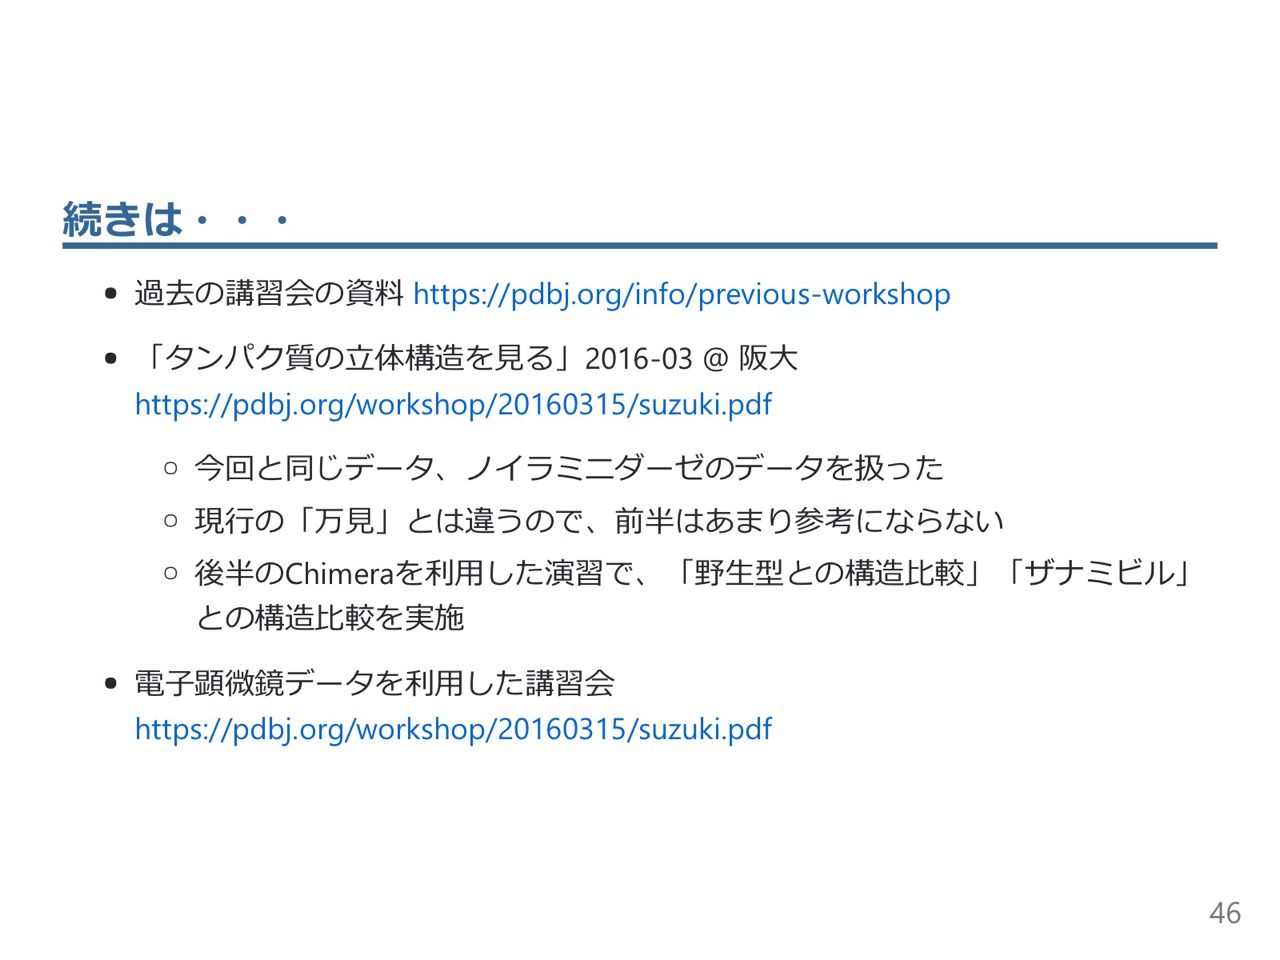 続きは・・・
過去の講習会の資料 https://pdbj.org/info/previous-workshop
「タンパク質の立体構造を見る」2016-03 @ 阪大
https://pdbj.org/workshop/20160315/suzuki.pdf
今回と同じデータ、ノイラミニダーゼのデータを扱った
現行の「万見」とは違うので、前半はあまり参考にならない
後半のChimeraを利用した演習で、「野生型との構造比較」「ザナミビル」
との構造比較を実施
電子顕微鏡データを利用した講習会
https://pdbj.org/workshop/20160315/suzuki.pdf
46